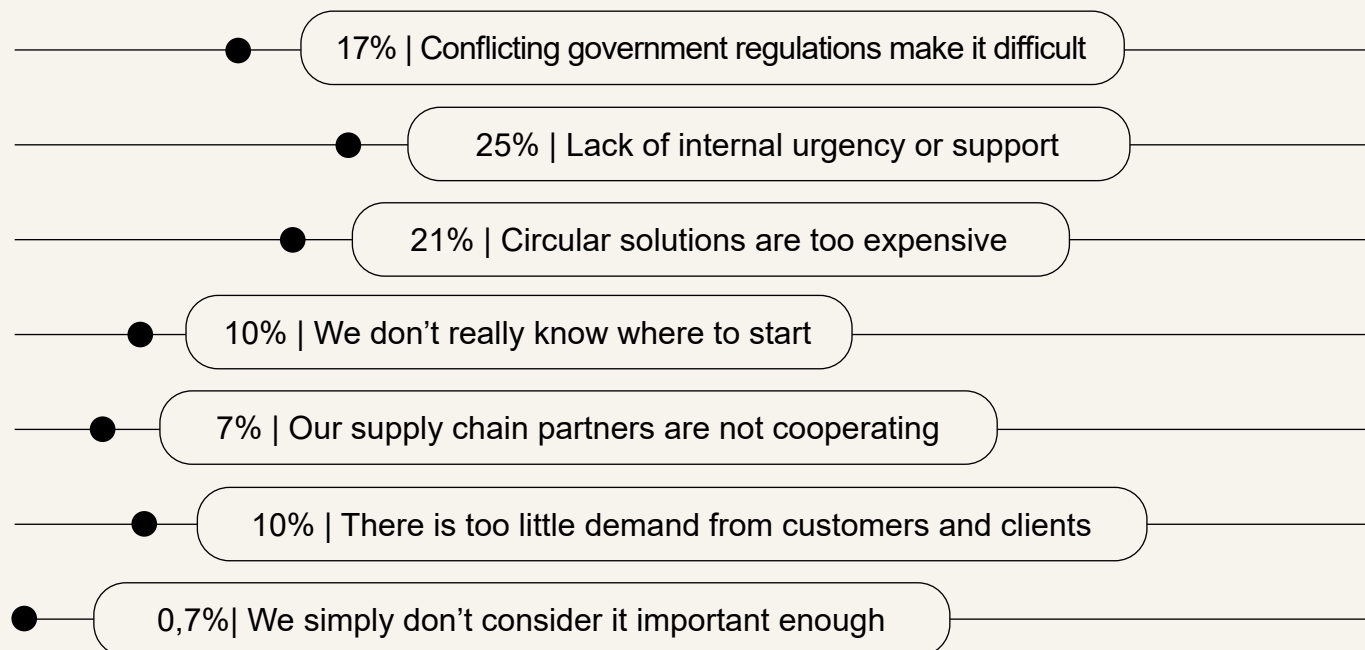 17% | Conflicting government regulations make it difficult
25% | Lack of internal urgency or support
21% | Circular solutions are too expensive
10% | We don’t really know where to start
7% | Our supply chain partners are not cooperating
10% | There is too little demand from customers and clients
0,7%| We simply don’t consider it important enough